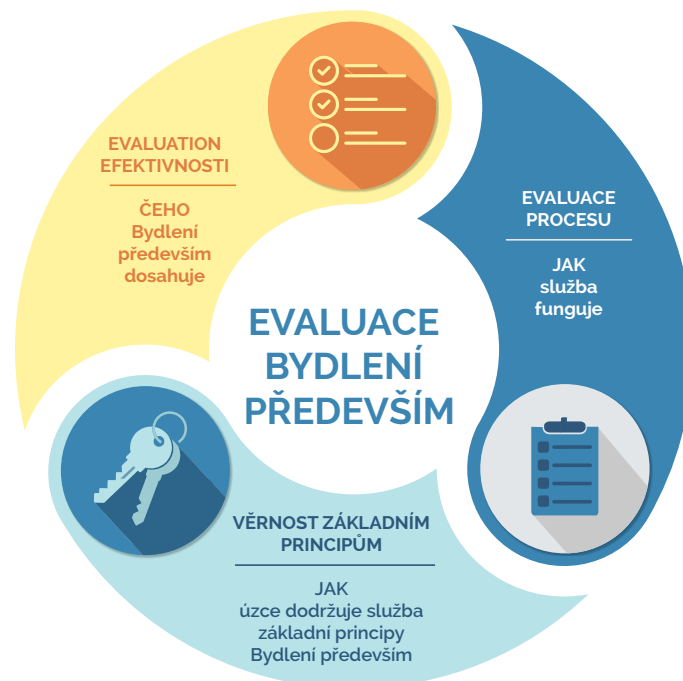 EVALUATION
EFEKTIVNOSTI
ČEHO
Bydlení
především
dosahuje
EVALUACE
PROCESU
JAK
služba
funguje
EVALUACE
BYDLENÍ
PŘEDEVŠÍM
VĚRNOST ZÁKLADNÍM
PRINCIPŮM
JAK
úzce dodržuje služba
základní principy
Bydlení především